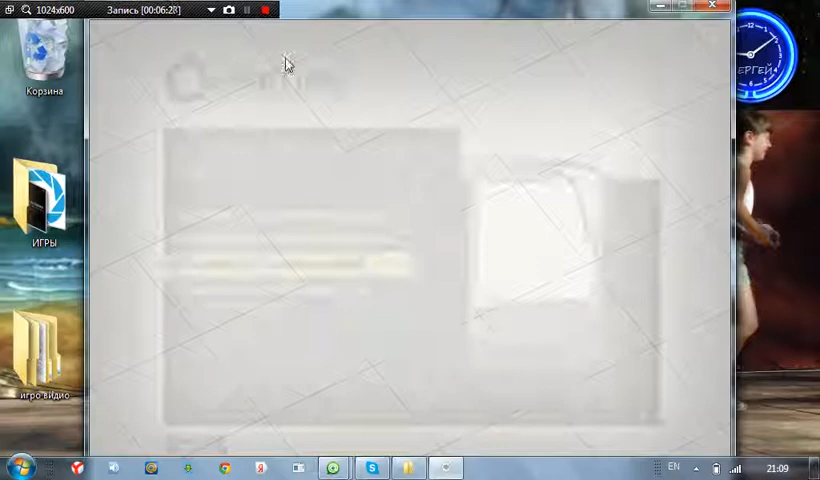 1024x600
Запись [00:06:28]
ЕРГЕЙ
Корзина
ИГРЫ
игро видио
Я
EN
21:09